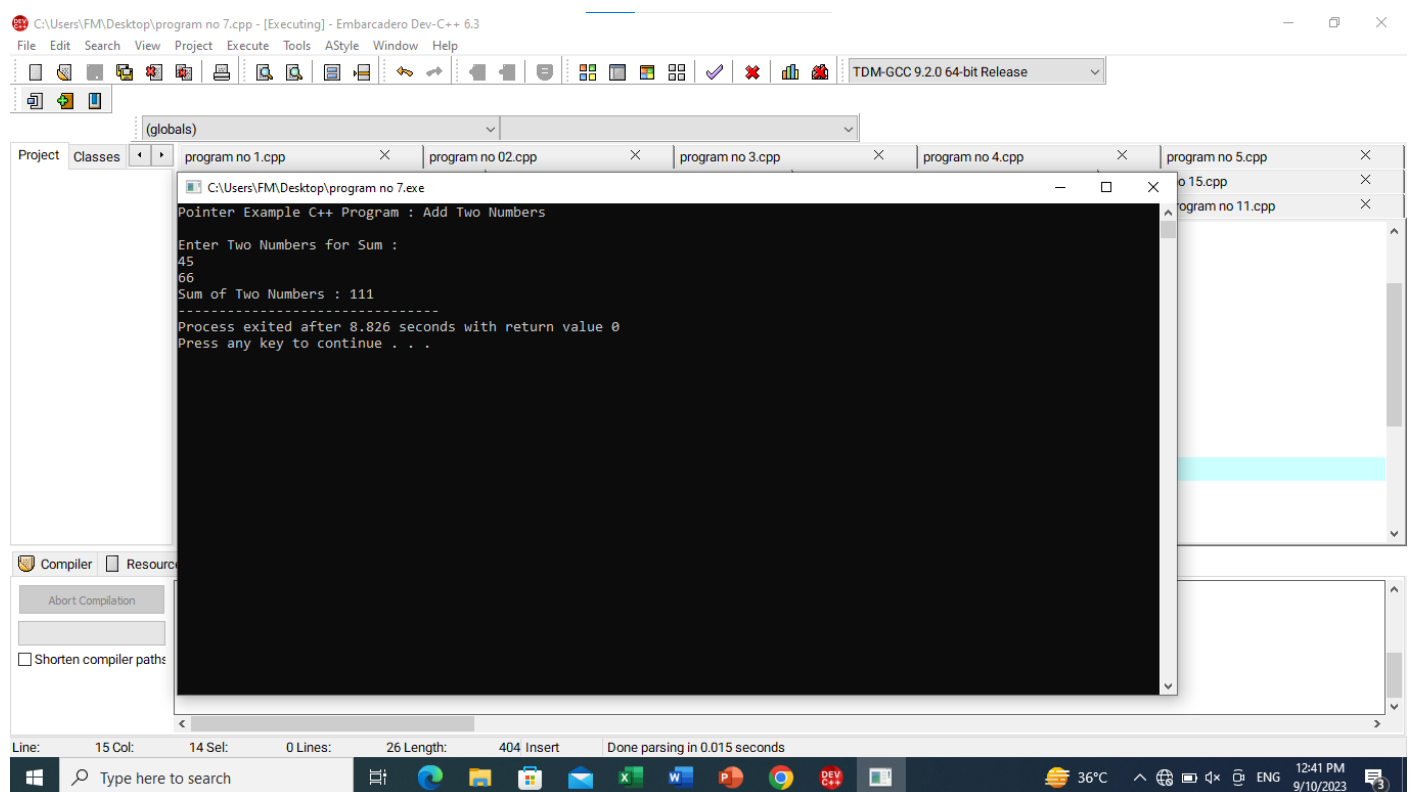 C:\Users\FM\Desktop\program no 7.cpp - [Executing] - Embarcadero Dev-C++ 6.3
File Edit Search View Project Execute Tools AStyle Window Help
TDM-GCC 9.2.0 64-bit Release
(globals)
Project Classes program no 1.cpp program no 02.cpp program no 3.cpp program no 4.cpp program no 5.cpp
C:\Users\FM\Desktop\program no 7.exe
o 15.cpp
rogram no 11.cpp
Pointer Example C++ Program : Add Two Numbers
Enter Two Numbers for Sum :
45
66
Sum of Two Numbers : 111
--------------------------------
Process exited after 8.826 seconds with return value 0
Press any key to continue . . .
Compiler Resourc
Abort Compilation
Shorten compiler paths
Line: 15 Col: 14 Sel: 0 Lines: 26 Length: 404 Insert Done parsing in 0.015 seconds
Type here to search
DEV C++
36°C ENG 12:41 PM
9/10/2023
3